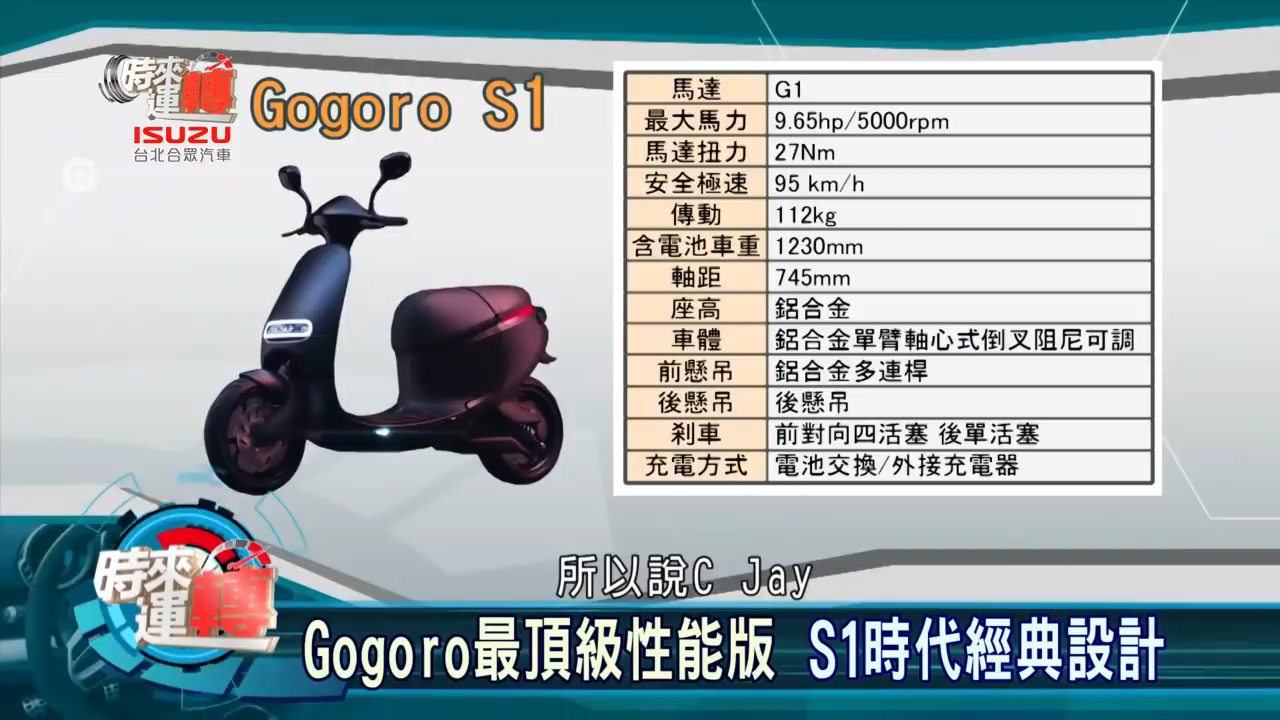 時來
運轉
ISUZU
台北合眾汽車
Gogoro S1
馬達 G1
最大馬力 9.65hp/5000rpm
馬達扭力 27Nm
安全極速 95 km/h
傳動 112kg
含電池車重 1230mm
軸距 745mm
座高 鋁合金
車體 鋁合金單臂軸心式倒叉阻尼可調
前懸吊 鋁合金多連桿
後懸吊 後懸吊
剎車 前對向四活塞 後單活塞
充電方式 電池交換/外接充電器
所以說C Jay
時來
運轉
Gogoro最頂級性能版 S1時代經典設計